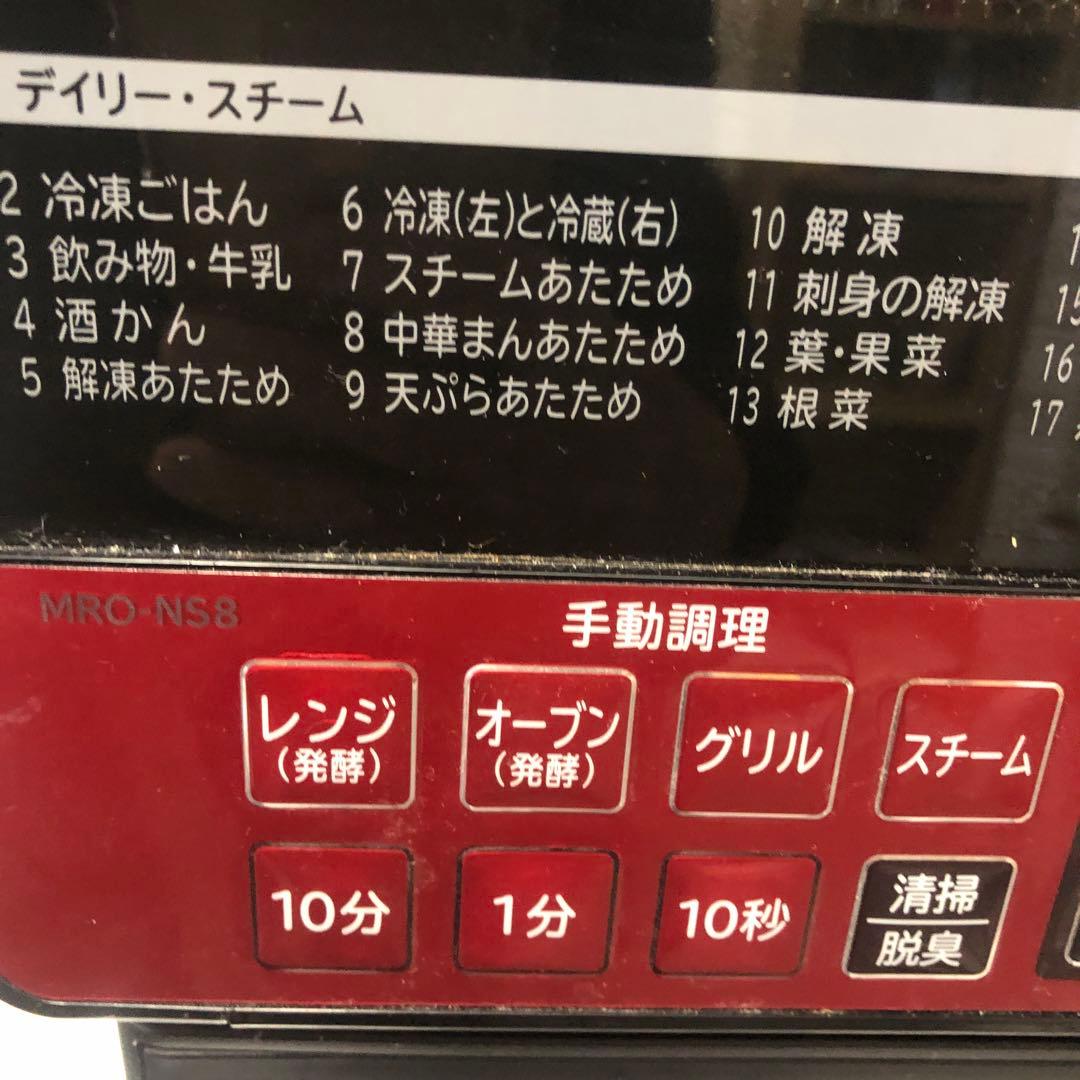 デイリー・スチーム
2 冷凍ごはん
3 飲み物・牛乳
4 酒かん
5 解凍あたため
6 冷凍(左)と冷蔵(右)
7 スチームあたため
8 中華まんあたため
9 天ぷらあたため
10 解凍
11 刺身の解凍
12 葉・果菜
13 根菜
16
17
MRO-NS8
手動調理
レンジ
(発酵)
オーブン
(発酵)
グリル
スチーム
10分
1分
10秒
清掃
脱臭